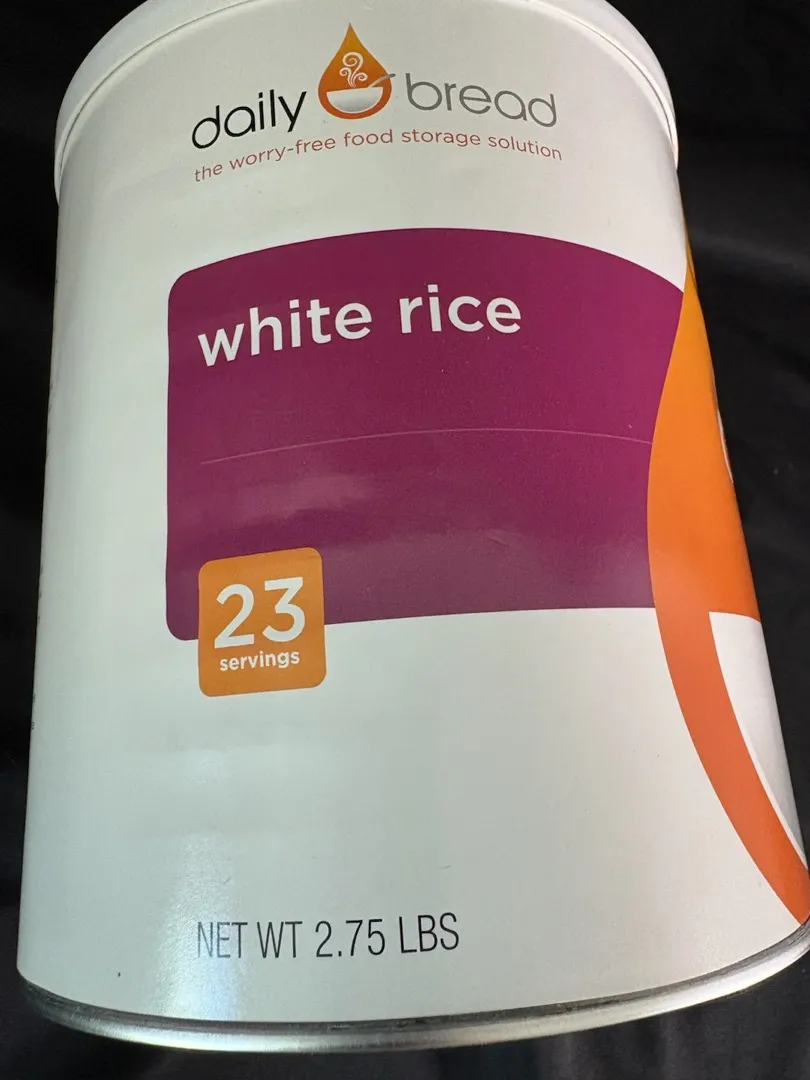 daily bread
the worry-free food storage solution
white rice
23
servings
NET WT 2.75 LBS